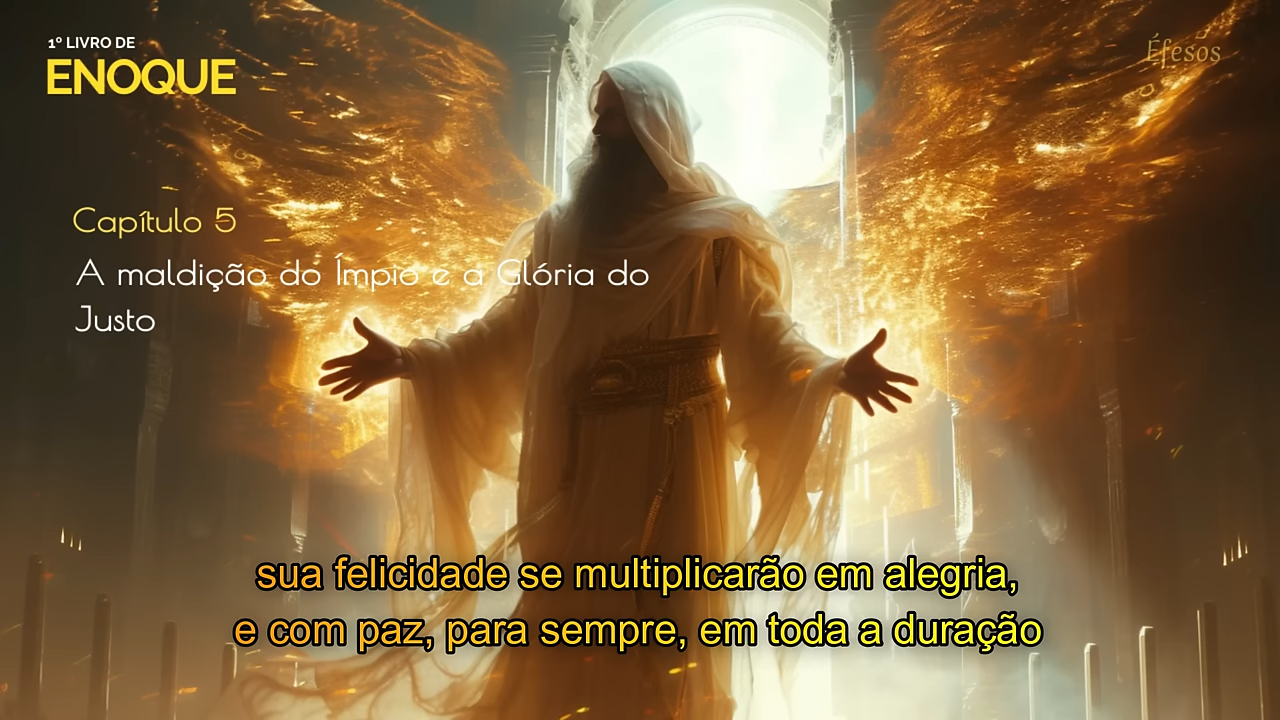 1º LIVRO DE
ENOQUE
Éfesos
Capítulo 5
A maldição do Ímpio e a Glória do
Justo
sua felicidade se multiplicarão em alegria,
e com paz, para sempre, em toda a duração